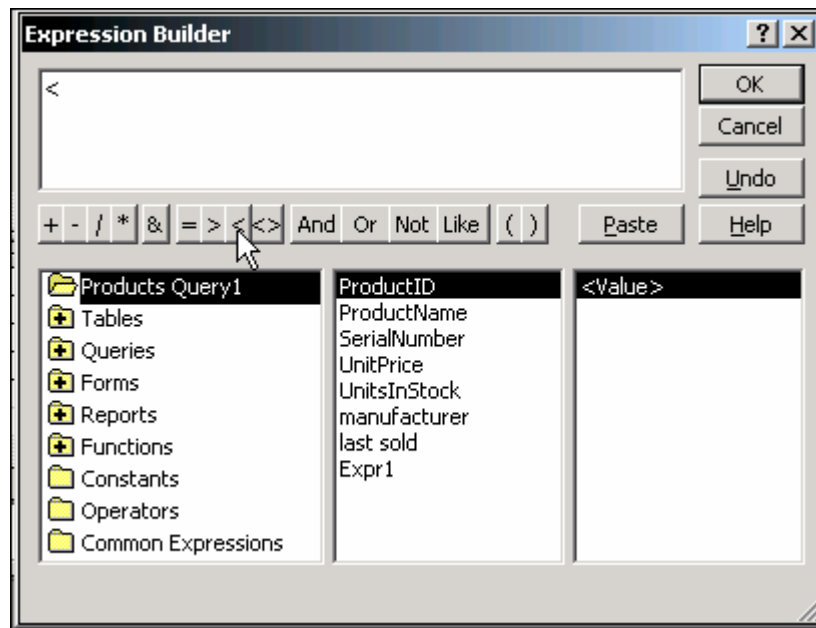 Expression Builder
? X
<
OK
Cancel
Undo
+ - / * & = > < <> And Or Not Like ( ) Paste Help
Products Query1
Tables
Queries
Forms
Reports
Functions
Constants
Operators
Common Expressions
ProductID
ProductName
SerialNumber
UnitPrice
UnitsInStock
manufacturer
last sold
Expr1
<Value>